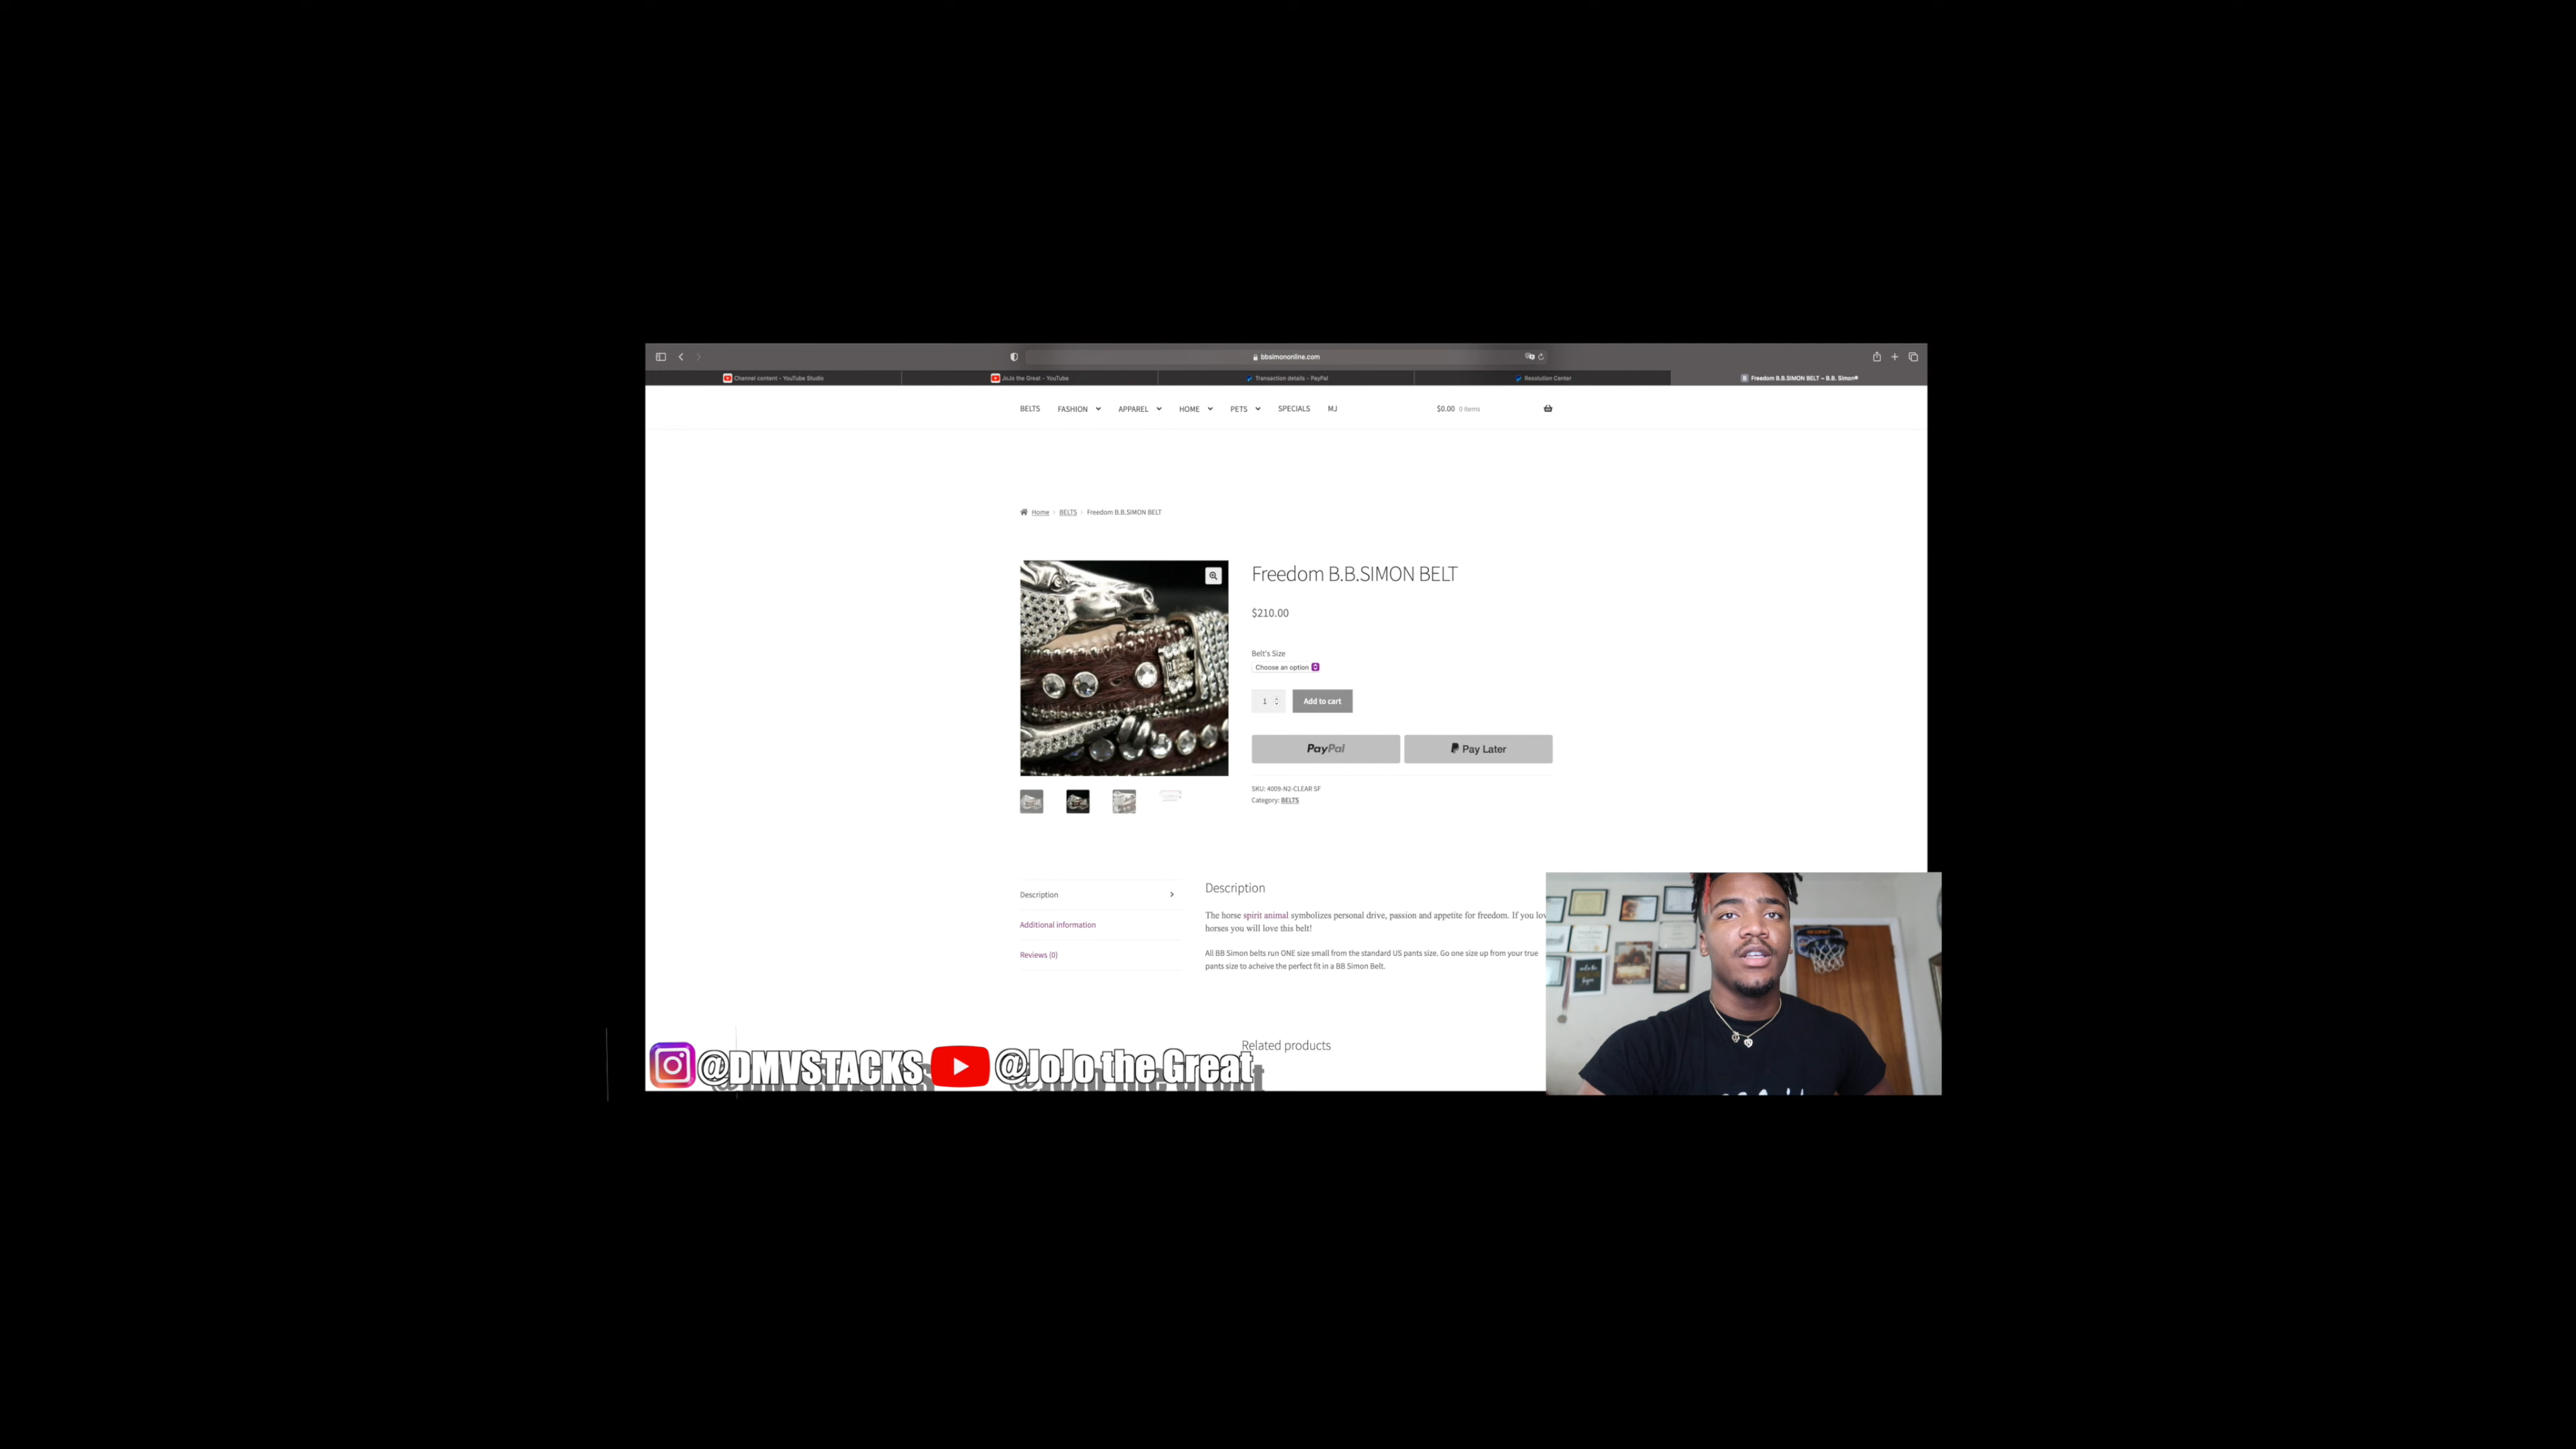 bbsimononline.com
Channel content - YouTube Studio
JoJo the Great - YouTube
Transaction details - PayPal
Resolution Center
B Freedom B.B.SIMON BELT – B.B. Simon®
BELTS FASHION APPAREL HOME PETS SPECIALS MJ $0.00 0 items
Home BELTS Freedom B.B.SIMON BELT
Freedom B.B.SIMON BELT
$210.00
Belt's Size
Choose an option
1 Add to cart
PayPal Pay Later
SKU: 4009-N2-CLEAR SF
Category: BELTS
Description
Additional information
Reviews (0)
Description
The horse spirit animal symbolizes personal drive, passion and appetite for freedom. If you lov
horses you will love this belt!
All BB Simon belts run ONE size small from the standard US pants size. Go one size up from your true
pants size to acheive the perfect fit in a BB Simon Belt.
Related products
@DMVSTACKS @JoJo the Great